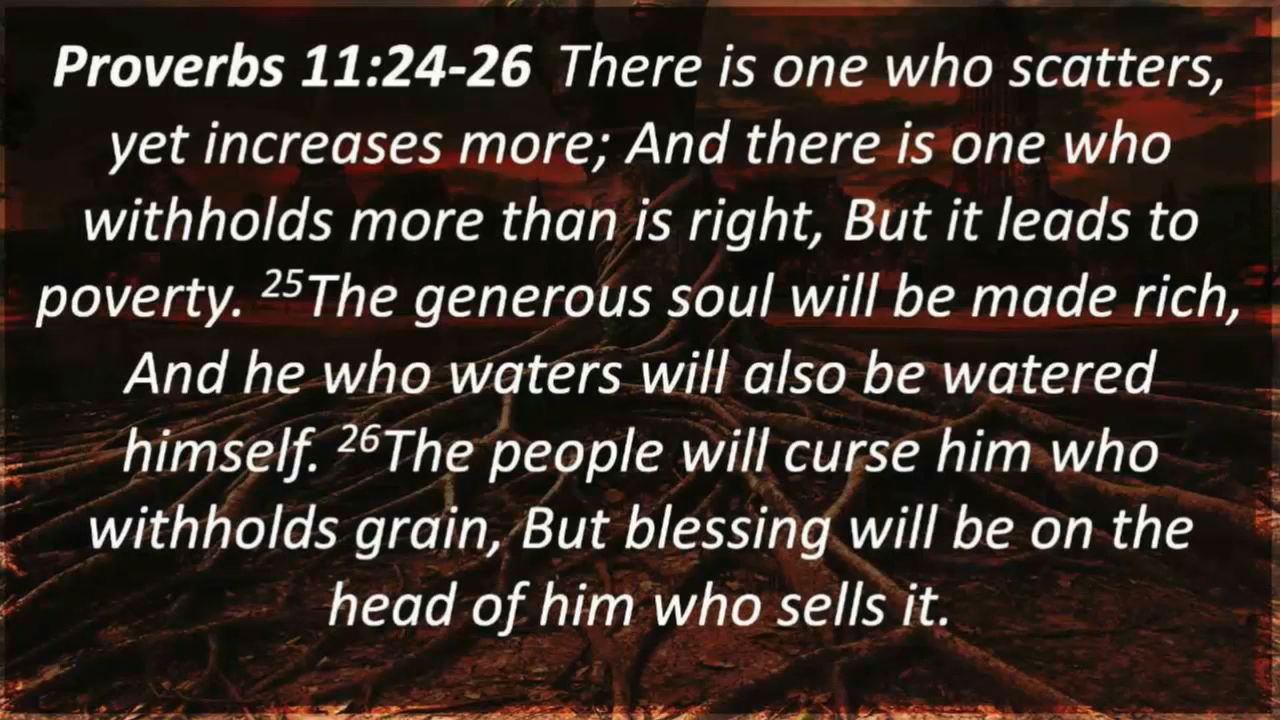 Proverbs 11:24-26 There is one who scatters,
yet increases more; And there is one who
withholds more than is right, But it leads to
poverty. ²⁵The generous soul will be made rich,
And he who waters will also be watered
himself. ²⁶The people will curse him who
withholds grain, But blessing will be on the
head of him who sells it.